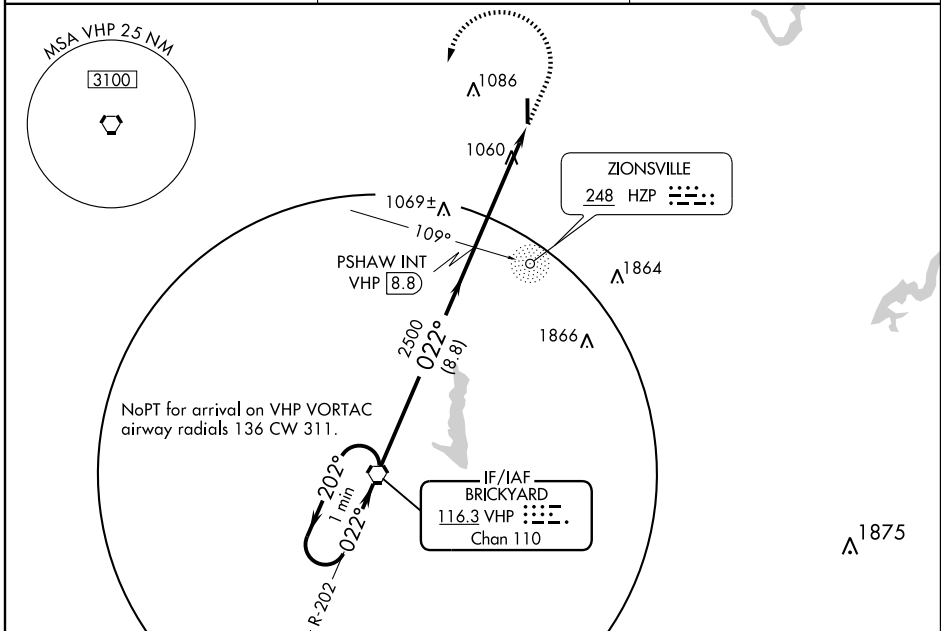 MSA VHP 25 NM
3100
1086
1060
ZIONSVILLE
248 HZP
1069±
109°
PSHAW INT
VHP 8.8
1864
1866
2500
022°
(8.8)
NoPT for arrival on VHP VORTAC
airway radials 136 CW 311.
202°
1 min
022°
IF/IAF
BRICKYARD
116.3 VHP
Chan 110
1875
R-202